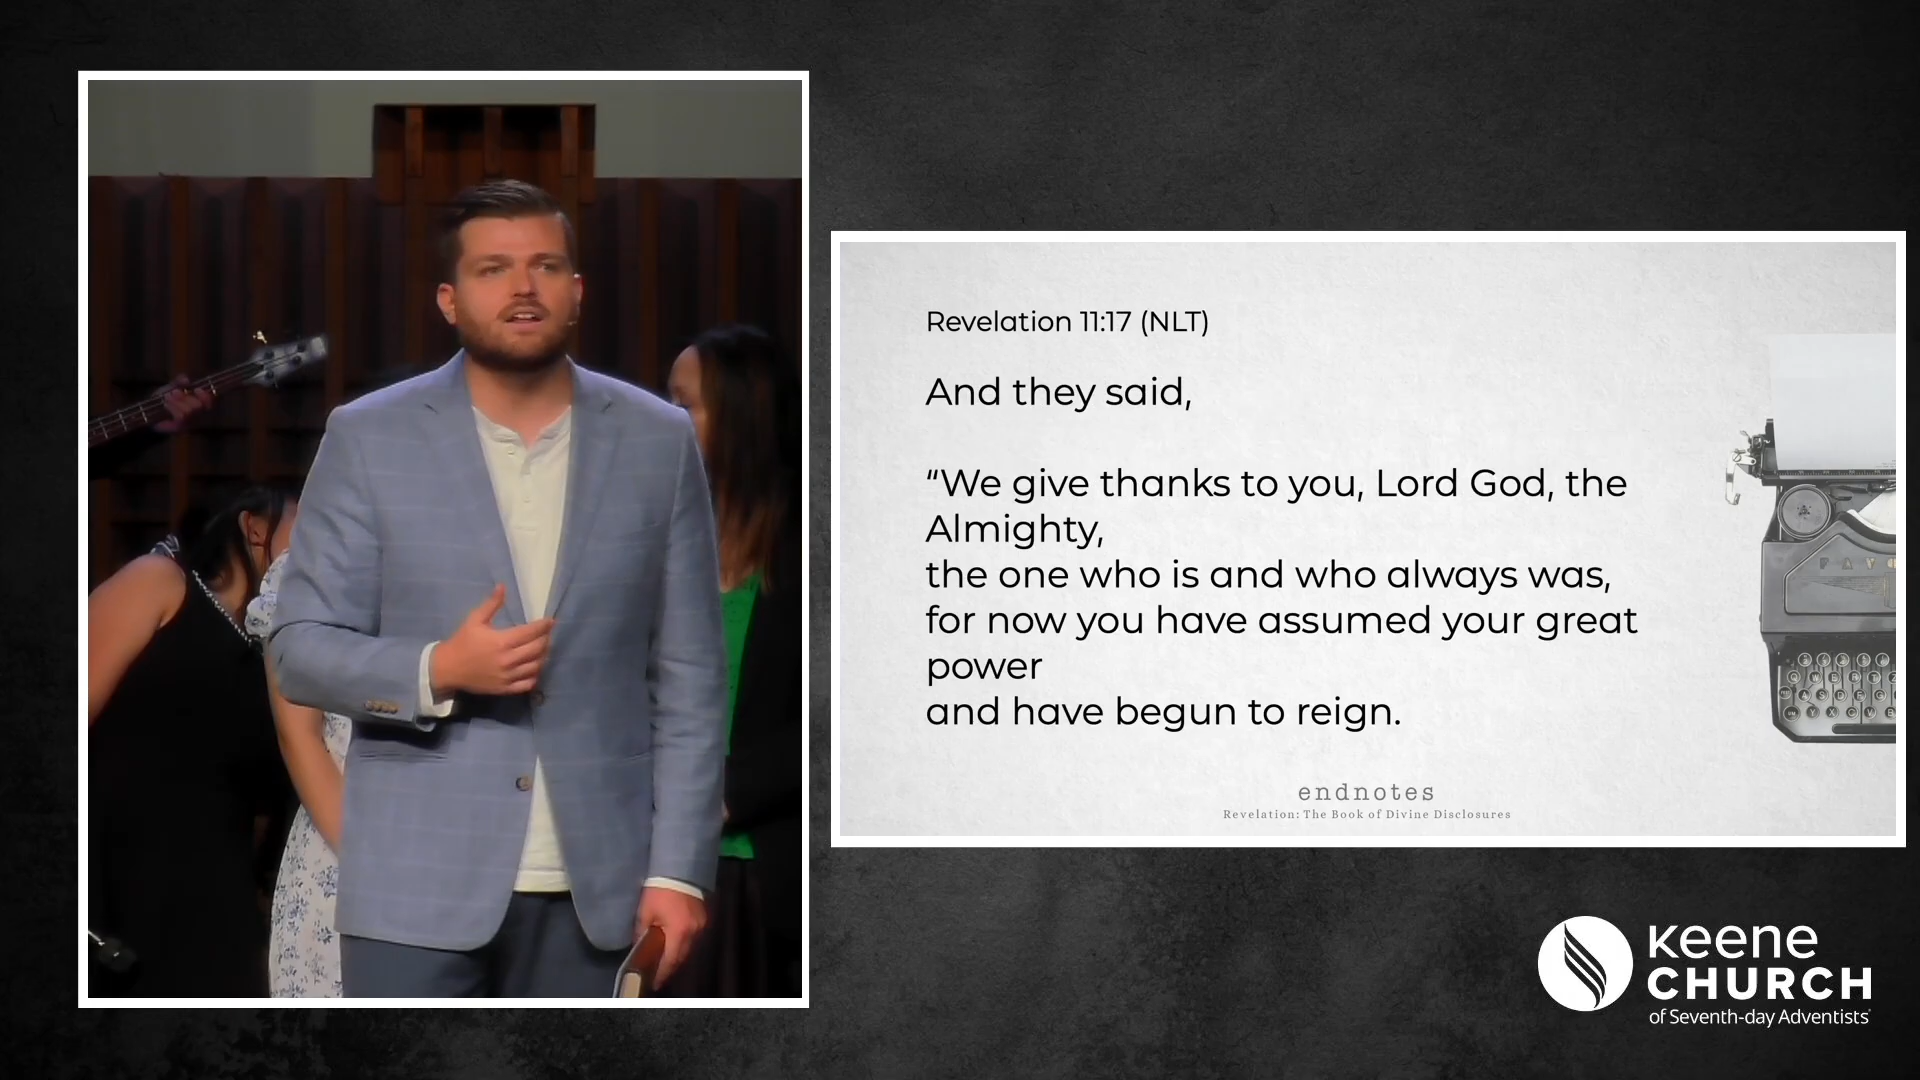 Revelation 11:17 (NLT)
And they said,
“We give thanks to you, Lord God, the
Almighty,
the one who is and who always was,
for now you have assumed your great
power
and have begun to reign.
endnotes
Revelation: The Book of Divine Disclosures
Keene
CHURCH
of Seventh-day Adventists